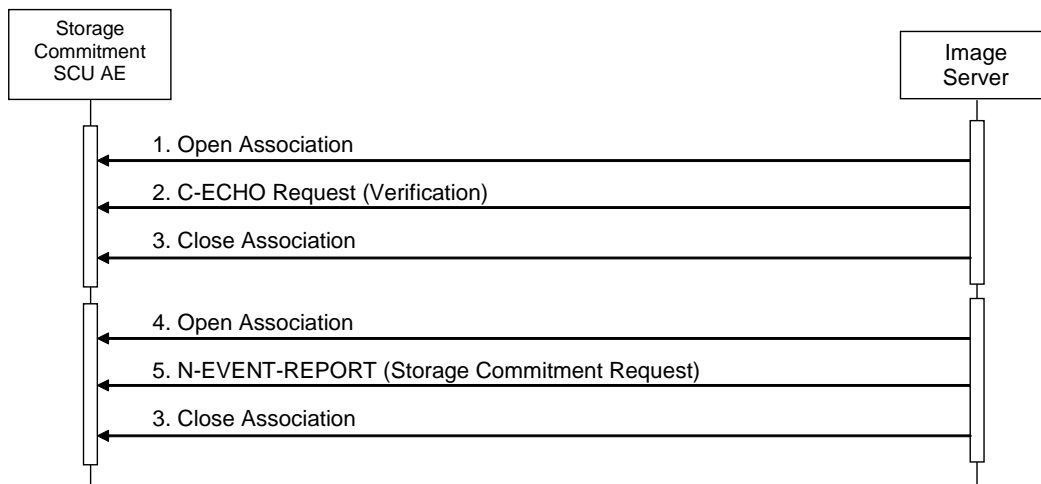 Storage
Commitment
SCU AE
Image
Server
1. Open Association
2. C-ECHO Request (Verification)
3. Close Association
4. Open Association
5. N-EVENT-REPORT (Storage Commitment Request)
3. Close Association